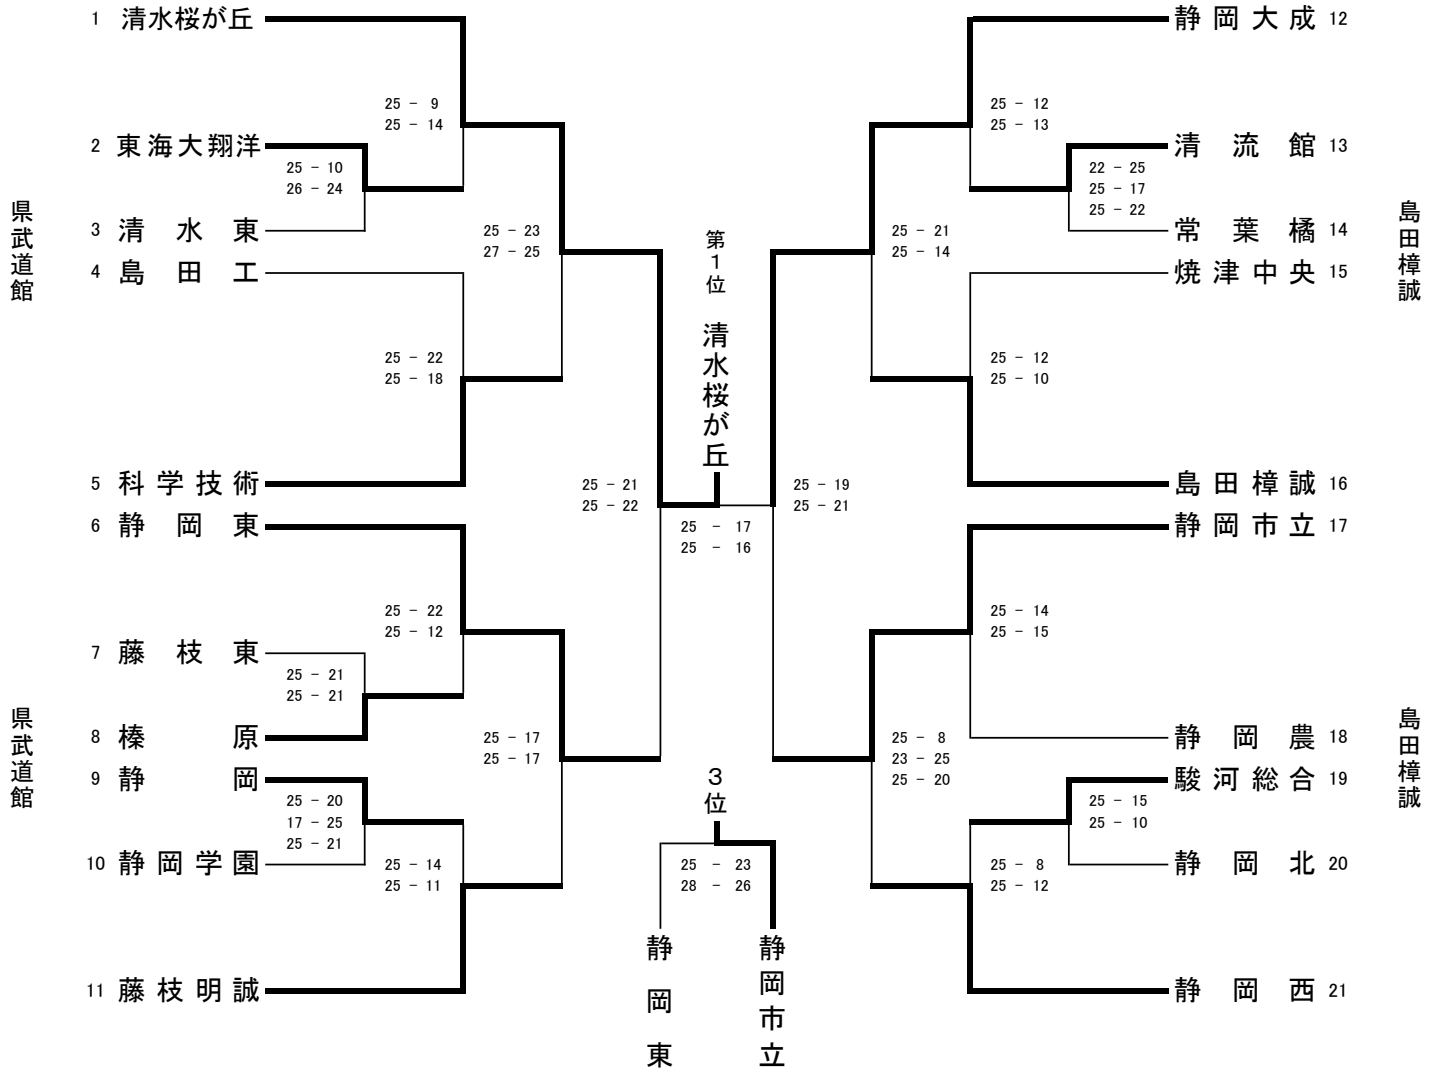 県武道館
県武道館
1 清水桜が丘
2 東海大翔洋
3 清水東
4 島田工
5 科学技術
6 静岡東
7 藤枝東
8 榛原
9 静岡
10 静岡学園
11 藤枝明誠
25 - 10
26 - 24
25 - 21
25 - 21
25 - 20
17 - 25
25 - 21
25 - 9
25 - 14
25 - 22
25 - 18
25 - 22
25 - 12
25 - 14
25 - 11
25 - 23
27 - 25
25 - 17
25 - 17
25 - 21
25 - 22
第1位 清水桜が丘
25 - 17
25 - 16
3位
25 - 23
28 - 26
静岡東
静岡市立
25 - 19
25 - 21
25 - 21
25 - 14
25 - 8
23 - 25
25 - 20
25 - 12
25 - 13
25 - 12
25 - 10
25 - 14
25 - 15
25 - 8
25 - 12
22 - 25
25 - 17
25 - 22
25 - 15
25 - 10
静岡大成 12
清流館 13
常葉橘 14
焼津中央 15
島田樟誠 16
静岡市立 17
静岡農 18
駿河総合 19
静岡北 20
静岡西 21
島田樟誠
島田樟誠